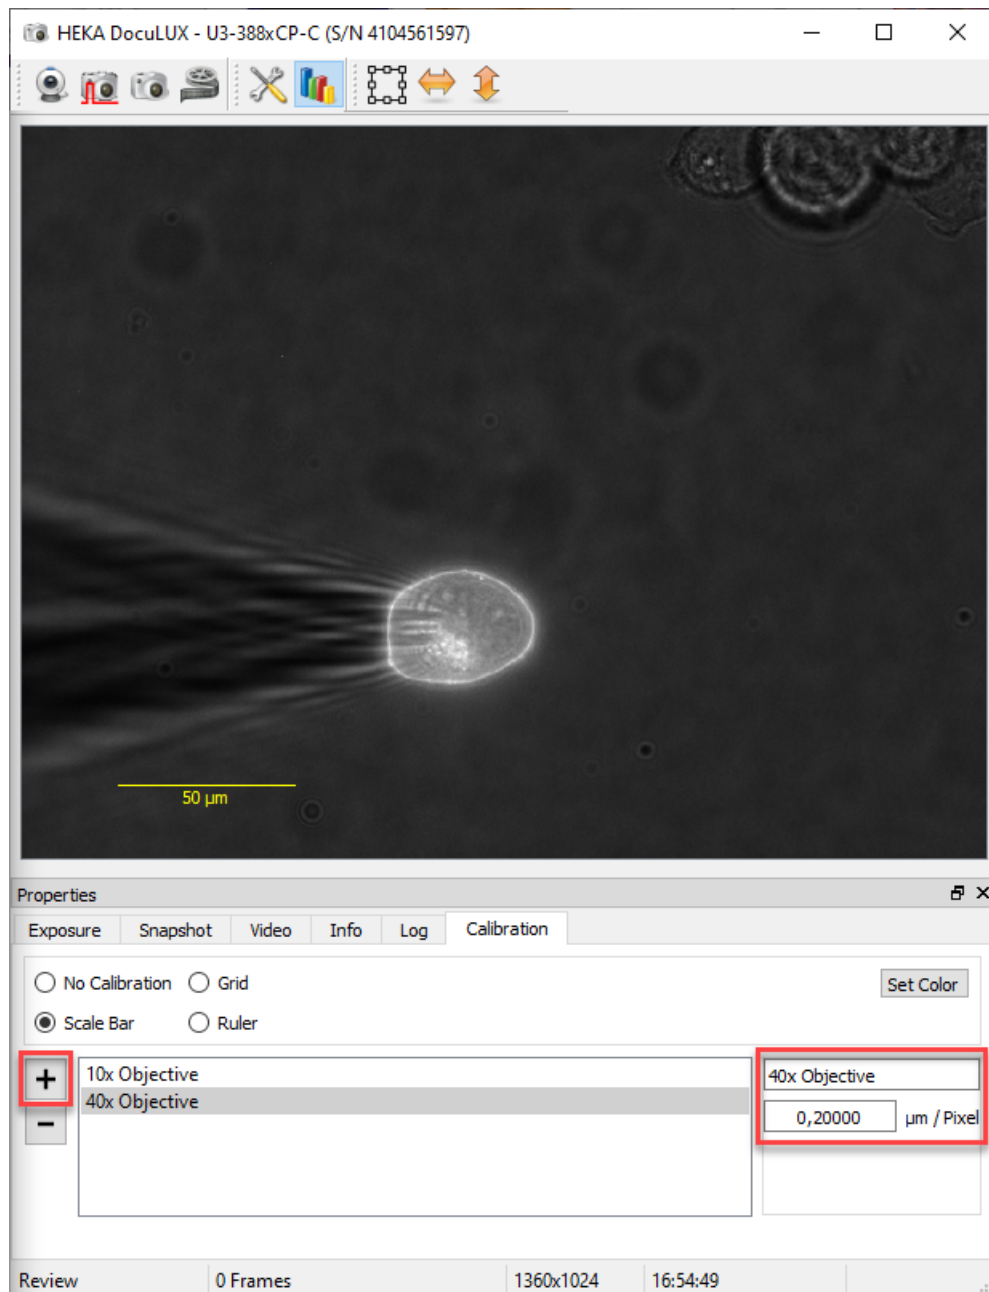 HEKA DocuLUX - U3-388xCP-C (S/N 4104561597)
50 µm
Properties
Exposure Snapshot Video Info Log Calibration
No Calibration Grid Set Color
Scale Bar Ruler
10x Objective
40x Objective
40x Objective
0,20000 µm / Pixel
Review 0 Frames 1360x1024 16:54:49